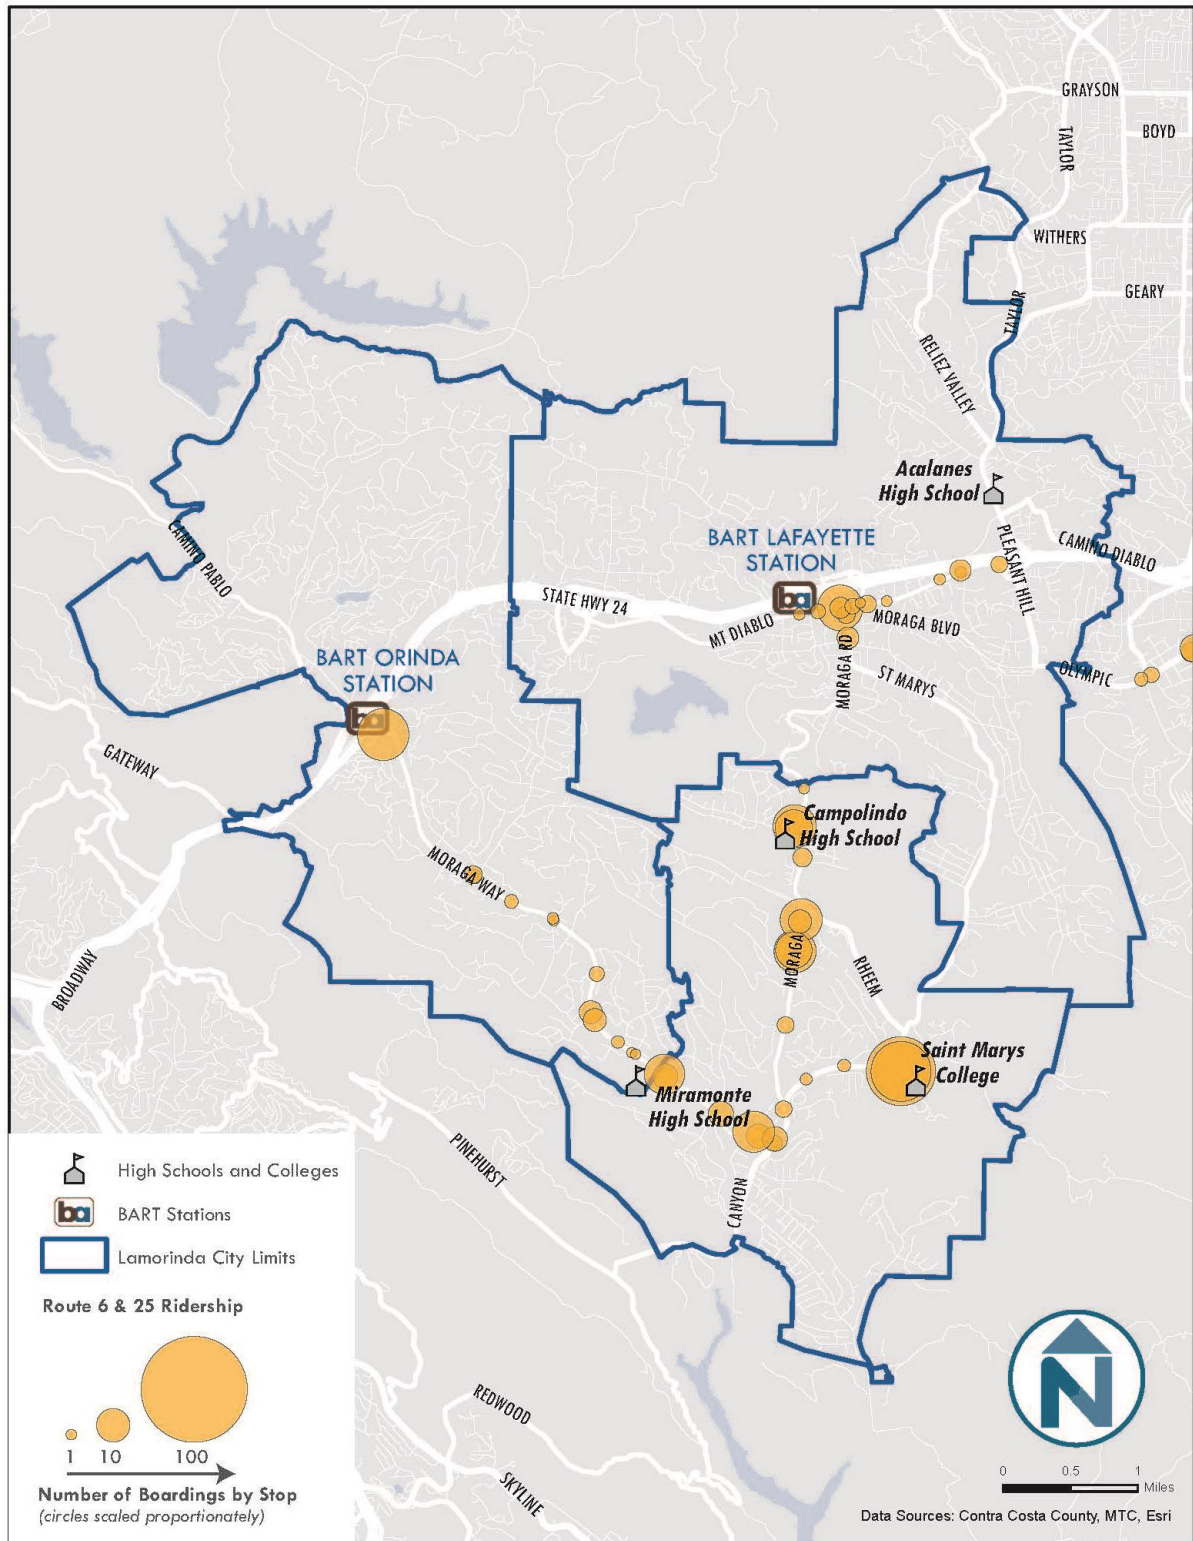 GRAYSON
TAYLOR
BOYD
WITHERS
GEARY
TAYLOR
RELIEZ VALLEY
Acalanes
High School
PLEASANT HILL
CAMINO DIABLO
BART LAFAYETTE
STATION
ba
CAMINO PABLO
STATE HWY 24
MT DIABLO
MORAGA BLVD
MORAGA RD
ST MARYS
OLYMPIC
BART ORINDA
STATION
ba
GATEWAY
Campolindo
High School
MORAGA WAY
MORAGA
RHEEM
BROADWAY
Saint Marys
College
Miramonte
High School
PINEHURST
CANYON
High Schools and Colleges
ba
BART Stations
Lamorinda City Limits
Route 6 & 25 Ridership
1 10 100
Number of Boardings by Stop
(circles scaled proportionately)
REDWOOD
SKYLINE
N
0 0.5 1
Miles
Data Sources: Contra Costa County, MTC, Esri